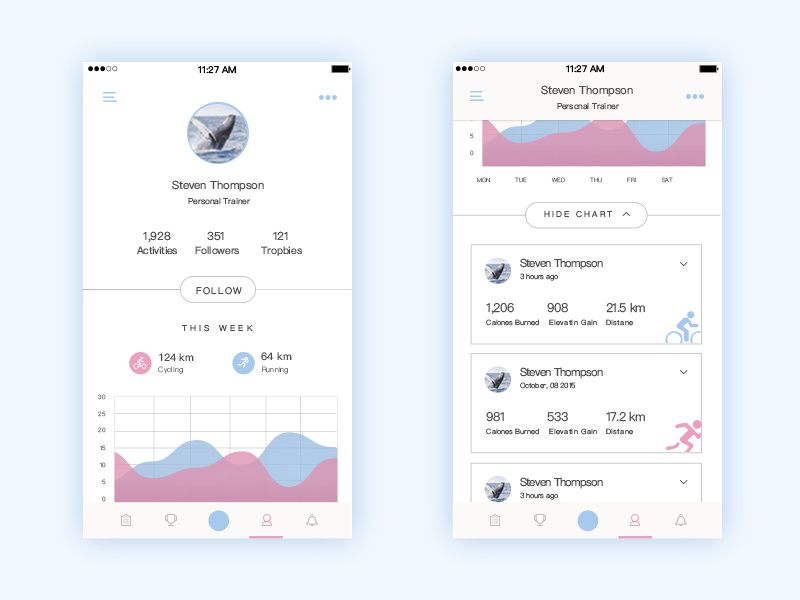 11:27 AM
Steven Thompson
Personal Trainer
1,928 351 121
Activities Followers Tropbies
FOLLOW
THIS WEEK
124 km 64 km
Cycling Running
30
25
20
15
10
5
0
11:27 AM
Steven Thompson
Personal Trainer
5
0
MON TUE WED THU FRI SAT
HIDE CHART
Steven Thompson
3 hours ago
1,206 908 21.5 km
Calones Burned Elevatin Gain Distane
Steven Thompson
October, 08 2015
981 533 17.2 km
Calones Burned Elevatin Gain Distane
Steven Thompson
3 hours ago